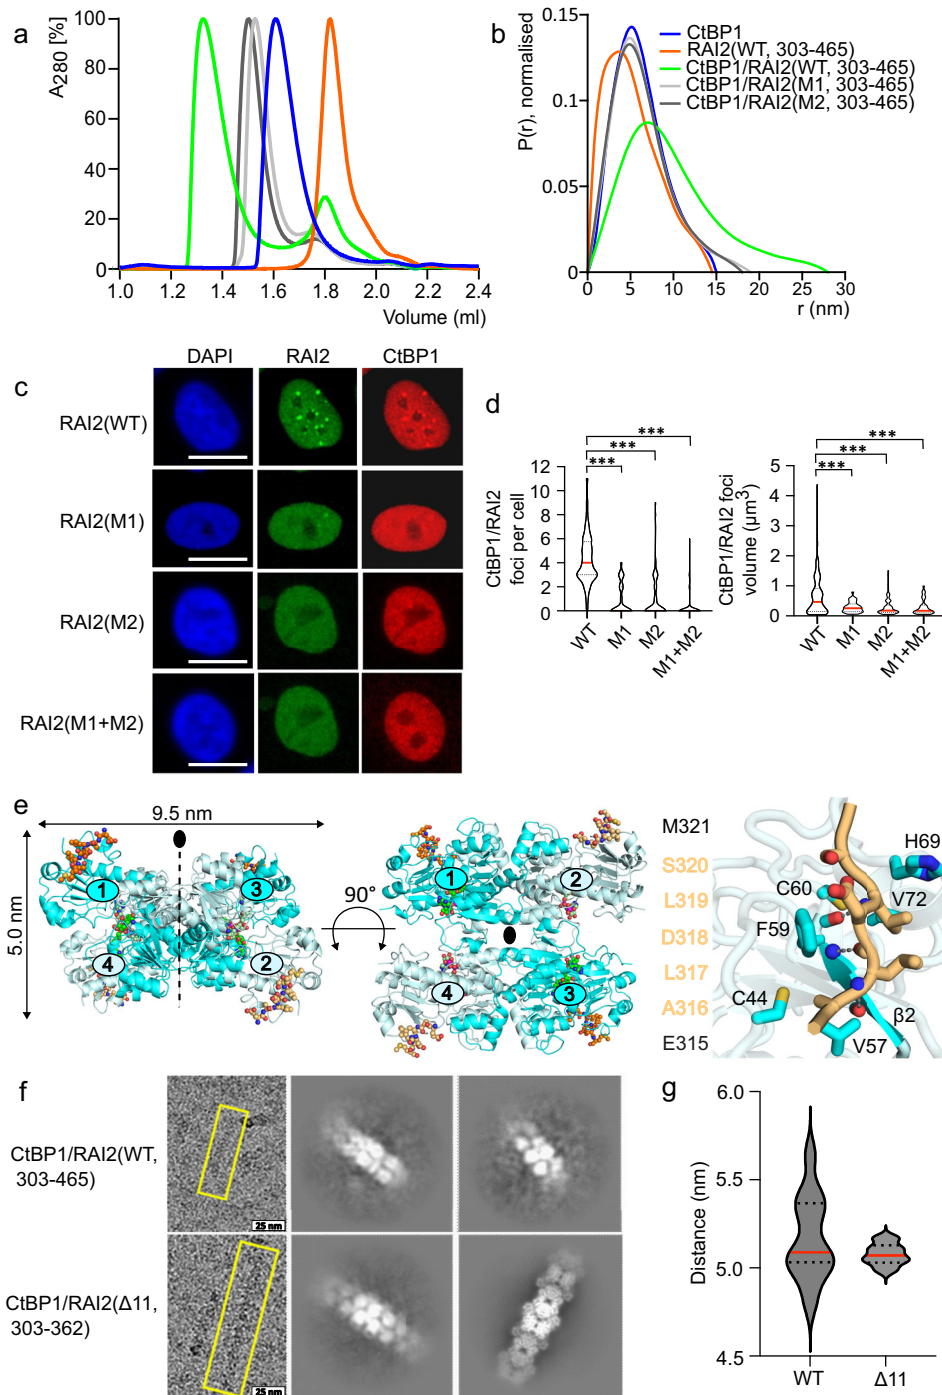 a
A280 [%]
100
80
60
40
20
0
1.0
1.2
1.4
1.6
1.8
2.0
2.2
2.4
Volume (ml)
b
P(r), normalised
0.15
0.1
0.05
0
0
5
10
15
20
25
30
r (nm)
CtBP1
RAI2(WT, 303-465)
CtBP1/RAI2(WT, 303-465)
CtBP1/RAI2(M1, 303-465)
CtBP1/RAI2(M2, 303-465)
c
DAPI
RAI2
CtBP1
RAI2(WT)
RAI2(M1)
RAI2(M2)
RAI2(M1+M2)
d
CtBP1/RAI2
foci per cell
12
10
8
6
4
2
0
***
***
***
WT
M1
M2
M1+M2
CtBP1/RAI2 foci
volume (µm³)
5
4
3
2
1
0
***
***
***
WT
M1
M2
M1+M2
e
9.5 nm
5.0 nm
1
3
4
2
90°
1
2
4
3
M321
S320
L319
D318
L317
A316
E315
H69
C60
V72
F59
C44
β2
V57
f
CtBP1/RAI2(WT,
303-465)
25 nm
CtBP1/RAI2(Δ11,
303-362)
25 nm
g
Distance (nm)
6.0
5.5
5.0
4.5
WT
Δ11